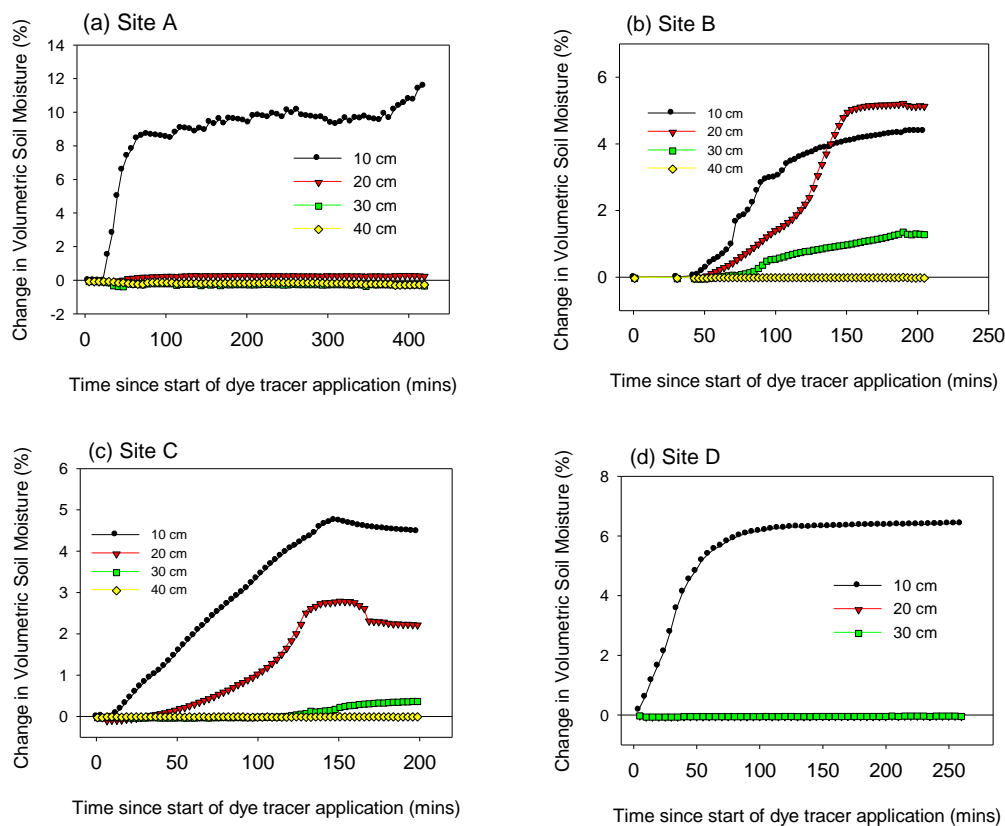 (a) Site A
Change in Volumetric Soil Moisture (%)
14
12
10
8
6
4
2
0
-2
10 cm
20 cm
30 cm
40 cm
0
100
200
300
400
Time since start of dye tracer application (mins)
(b) Site B
Change in Volumetric Soil Moisture (%)
6
4
2
0
10 cm
20 cm
30 cm
40 cm
0
50
100
150
200
250
Time since start of dye tracer application (mins)
(c) Site C
Change in Volumetric Soil Moisture (%)
6
5
4
3
2
1
0
10 cm
20 cm
30 cm
40 cm
0
50
100
150
200
Time since start of dye tracer application (mins)
(d) Site D
Change in Volumetric Soil Moisture (%)
8
6
4
2
0
10 cm
20 cm
30 cm
0
50
100
150
200
250
Time since start of dye tracer application (mins)